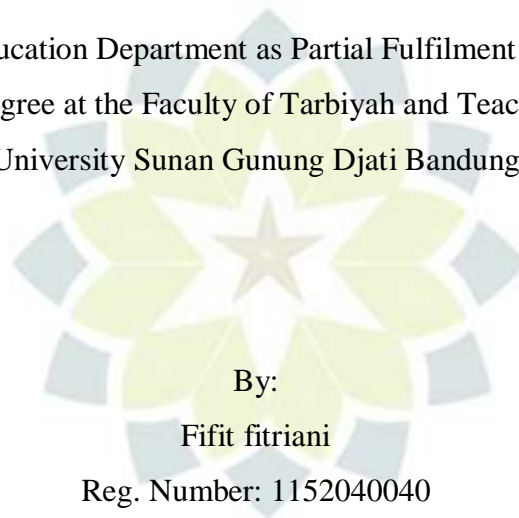 ucation Department as Partial Fulfilment
gree at the Faculty of Tarbiyah and Teac
University Sunan Gunung Djati Bandung
By:
Fifit fitriani
Reg. Number: 1152040040